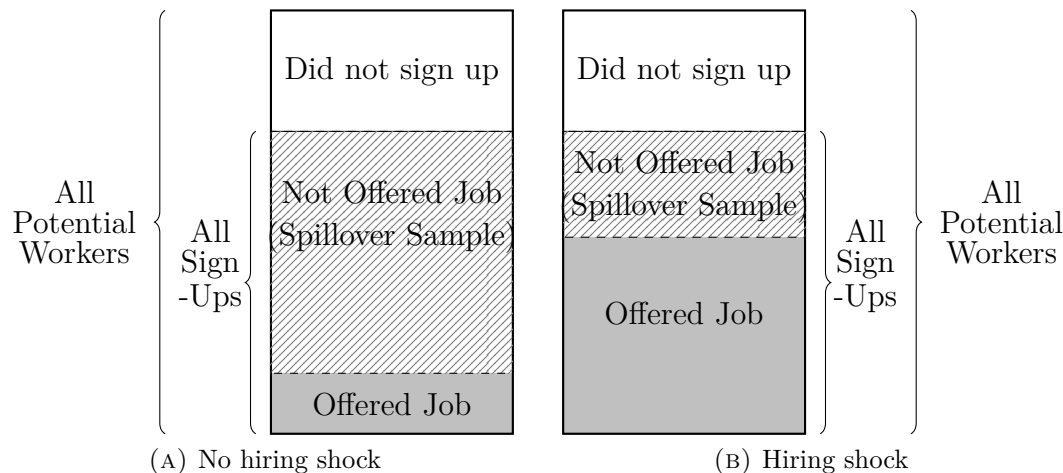 All
Potential
Workers
All
Sign
-Ups
Did not sign up
Not Offered Job
(Spillover Sample)
Offered Job
(A) No hiring shock
Did not sign up
Not Offered Job
(Spillover Sample)
Offered Job
All
Sign
-Ups
All
Potential
Workers
(B) Hiring shock